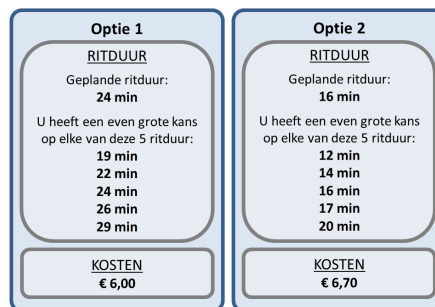 Optie 1
RITDUUR
Geplande ritduur:
24 min
U heeft een even grote kans
op elke van deze 5 ritduur:
19 min
22 min
24 min
26 min
29 min
KOSTEN
€ 6,00
Optie 2
RITDUUR
Geplande ritduur:
16 min
U heeft een even grote kans
op elke van deze 5 ritduur:
12 min
14 min
16 min
17 min
20 min
KOSTEN
€ 6,70